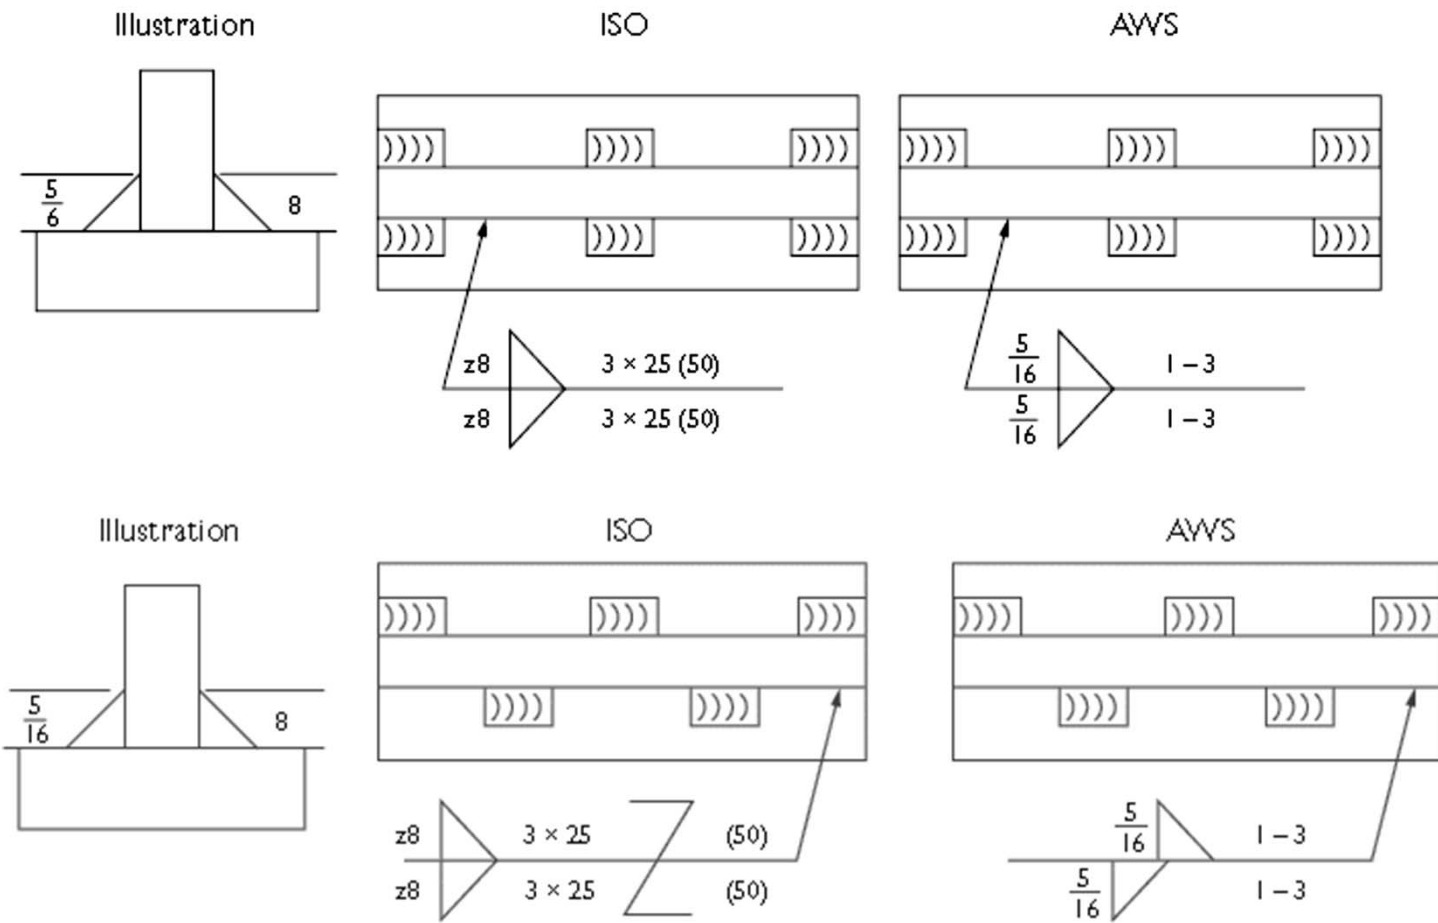 Illustration
ISO
AWS
5/6
8
z8
3 × 25 (50)
z8
3 × 25 (50)
5/16
1 – 3
5/16
1 – 3
Illustration
ISO
AWS
5/16
8
z8
3 × 25
(50)
z8
3 × 25
(50)
5/16
1 – 3
5/16
1 – 3